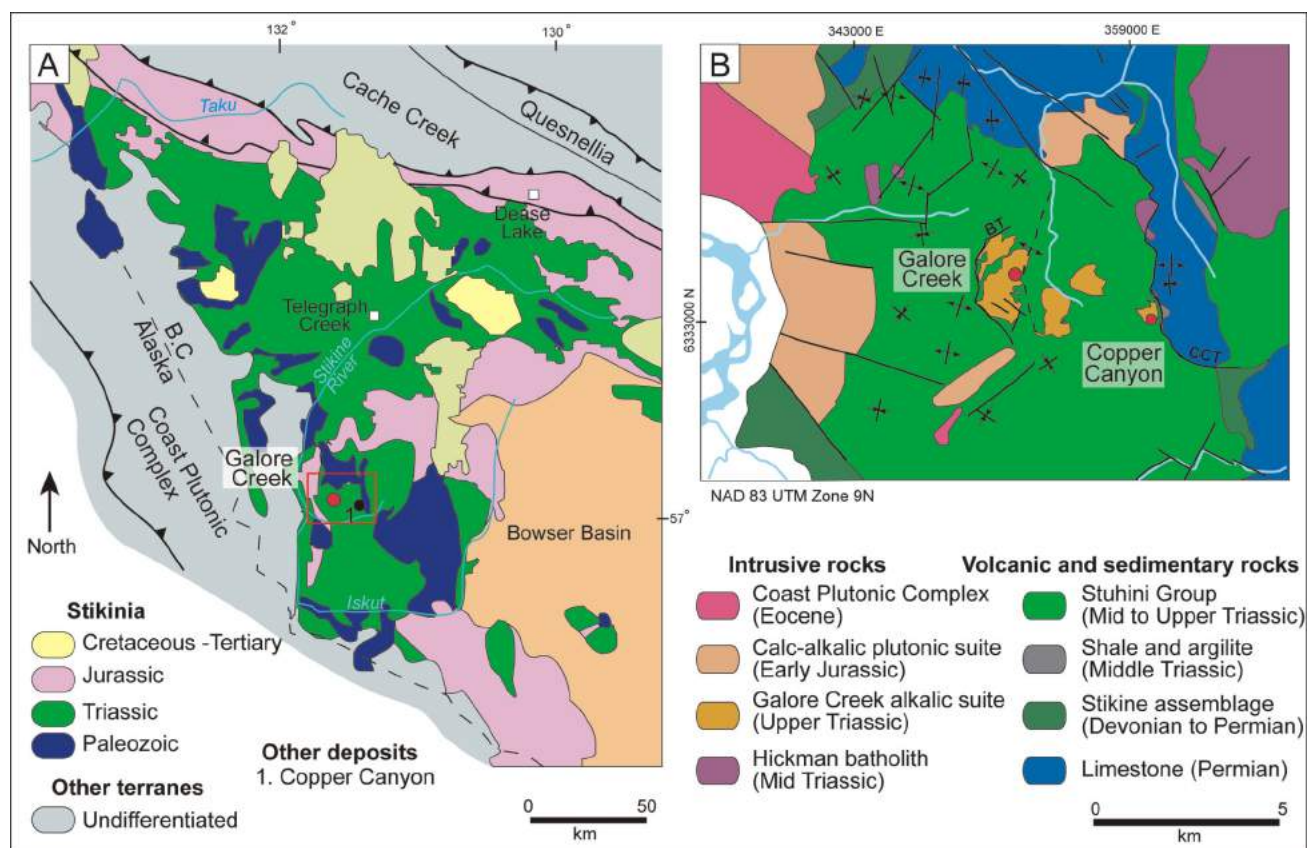 132°
130°
A
Taku
Cache Creek
Quesnellia
Dease
Lake
Telegraph
Creek
Stikine
River
B.C
Alaska
Coast Plutonic
Complex
Galore
Creek
1
57°
Bowser Basin
Iskut
North
Stikinia
Cretaceous -Tertiary
Jurassic
Triassic
Paleozoic
Other terranes
Undifferentiated
Other deposits
1. Copper Canyon
0 50
km
343000 E
359000 E
B
6333000 N
BT
Galore
Creek
Copper
Canyon
CCT
NAD 83 UTM Zone 9N
Intrusive rocks
Coast Plutonic Complex
(Eocene)
Calc-alkalic plutonic suite
(Early Jurassic)
Galore Creek alkalic suite
(Upper Triassic)
Hickman batholith
(Mid Triassic)
Volcanic and sedimentary rocks
Stuhini Group
(Mid to Upper Triassic)
Shale and argilite
(Middle Triassic)
Stikine assemblage
(Devonian to Permian)
Limestone (Permian)
0 5
km